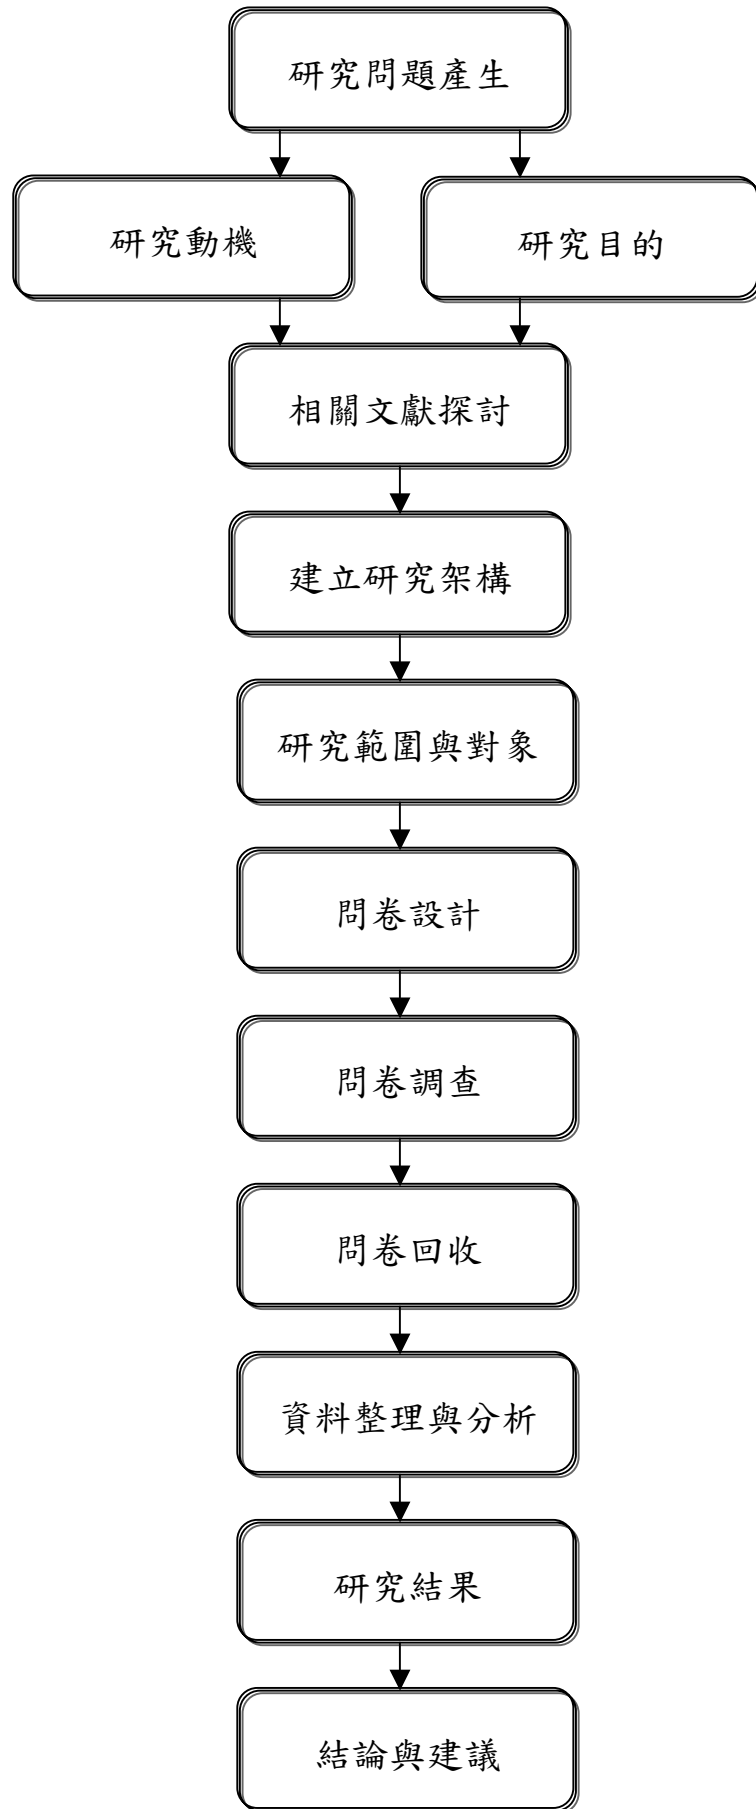 研究問題產生
研究動機
研究目的
相關文獻探討
建立研究架構
研究範圍與對象
問卷設計
問卷調查
問卷回收
資料整理與分析
研究結果
結論與建議